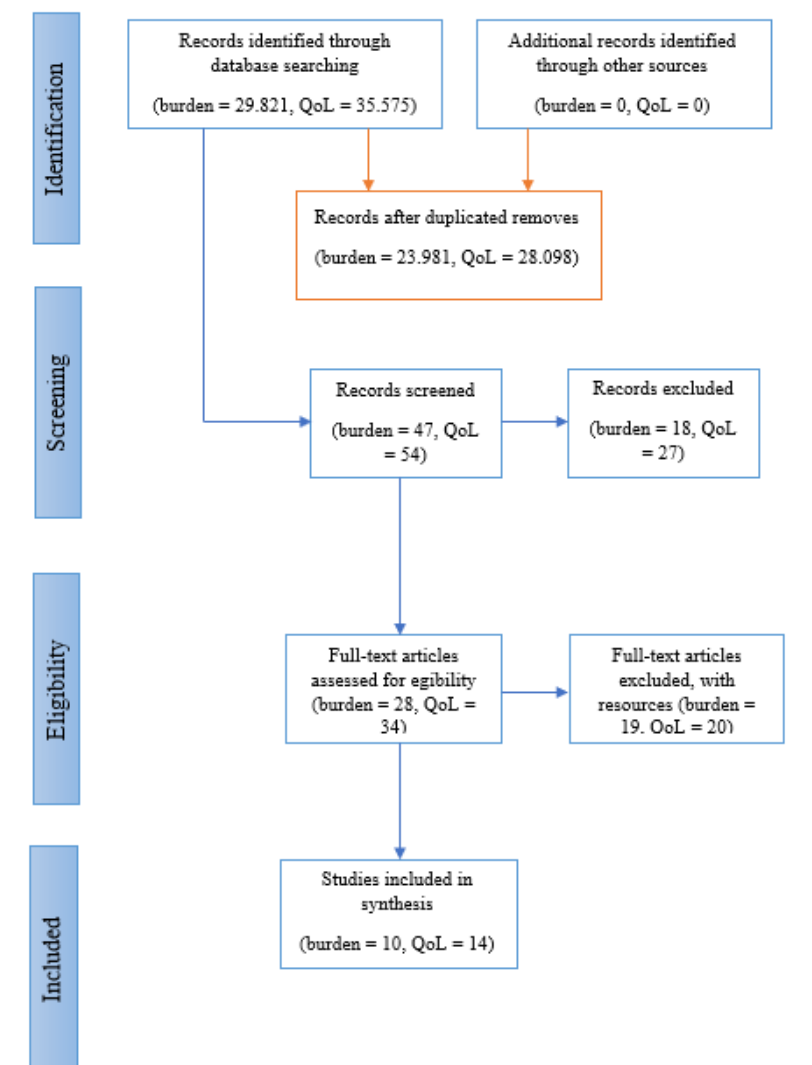 Identification
Records identified through
database searching
(burden = 29.821, QoL = 35.575)
Additional records identified
through other sources
(burden = 0, QoL = 0)
Records after duplicated removes
(burden = 23.981, QoL = 28.098)
Screening
Records screened
(burden = 47, QoL
= 54)
Records excluded
(burden = 18, QoL
= 27)
Eligibility
Full-text articles
assessed for egibility
(burden = 28, QoL =
34)
Full-text articles
excluded, with
resources (burden =
19, QoL = 20)
Included
Studies included in
synthesis
(burden = 10, QoL = 14)